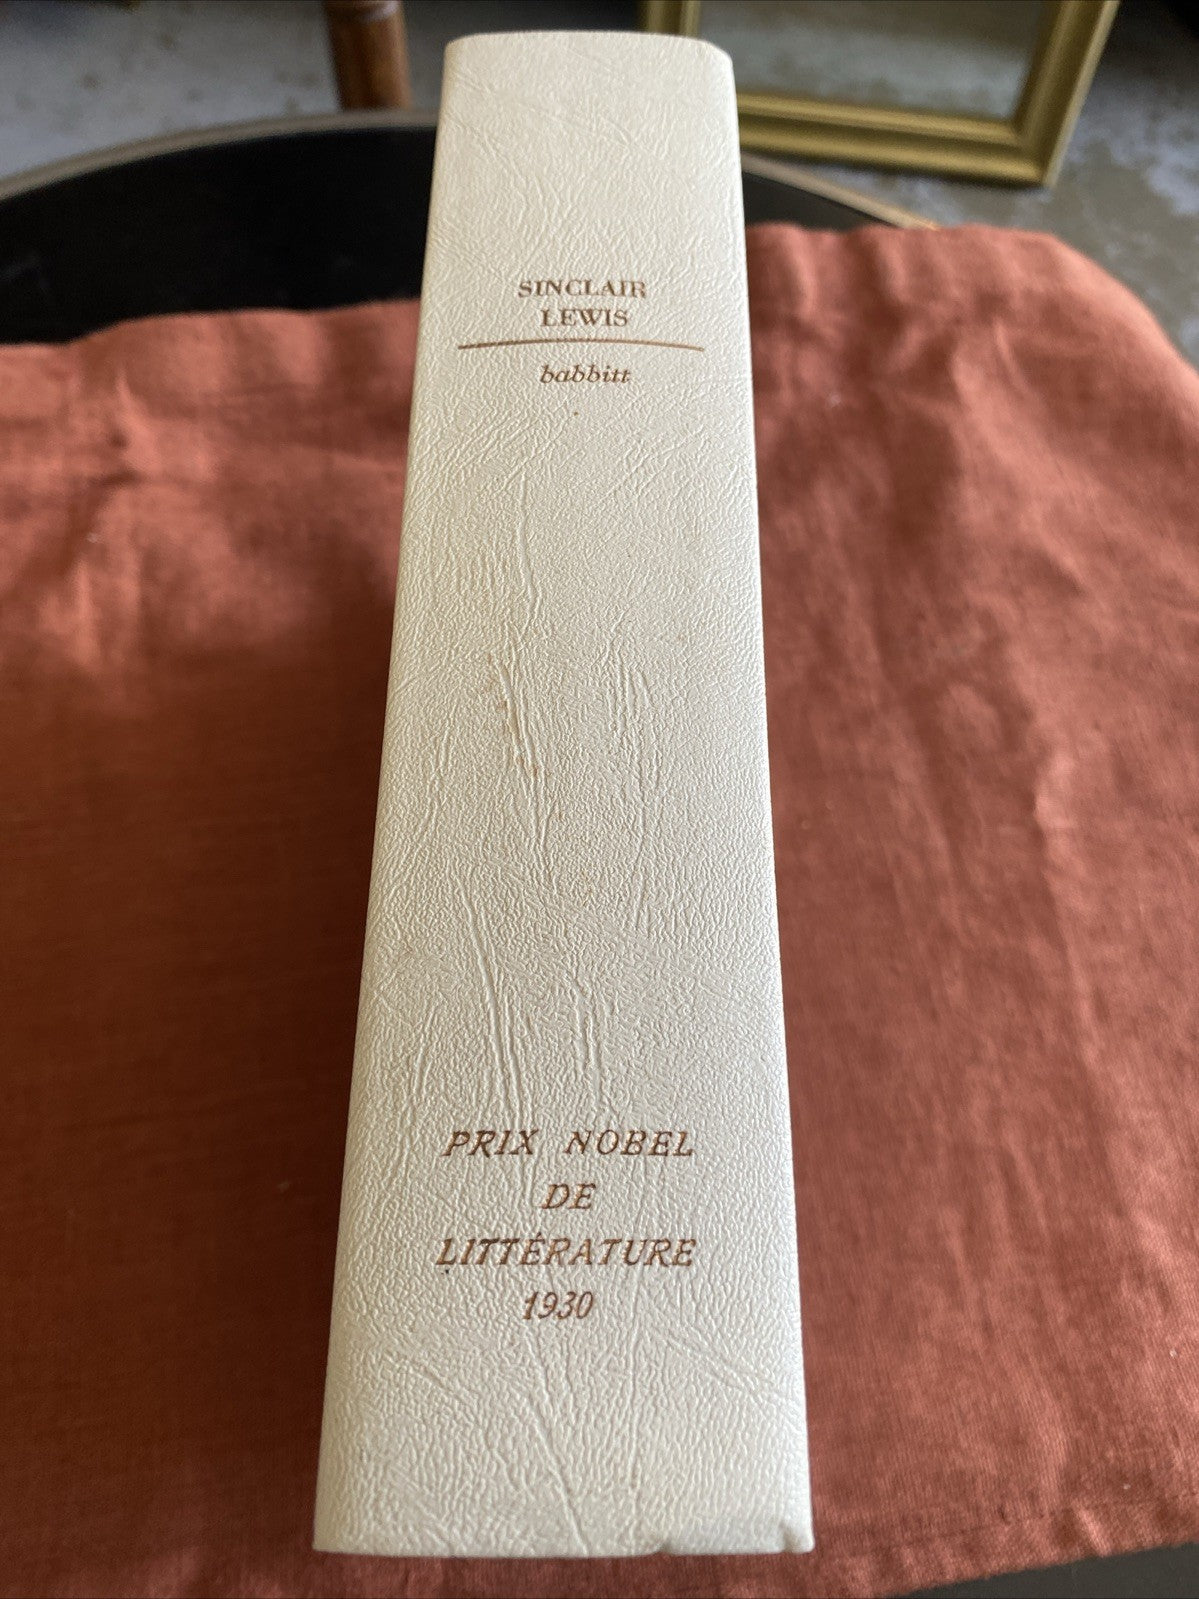 SINCLAIR
LEWIS
babbitt
PRIX NOBEL
DE
LITTÉRATURE
1930